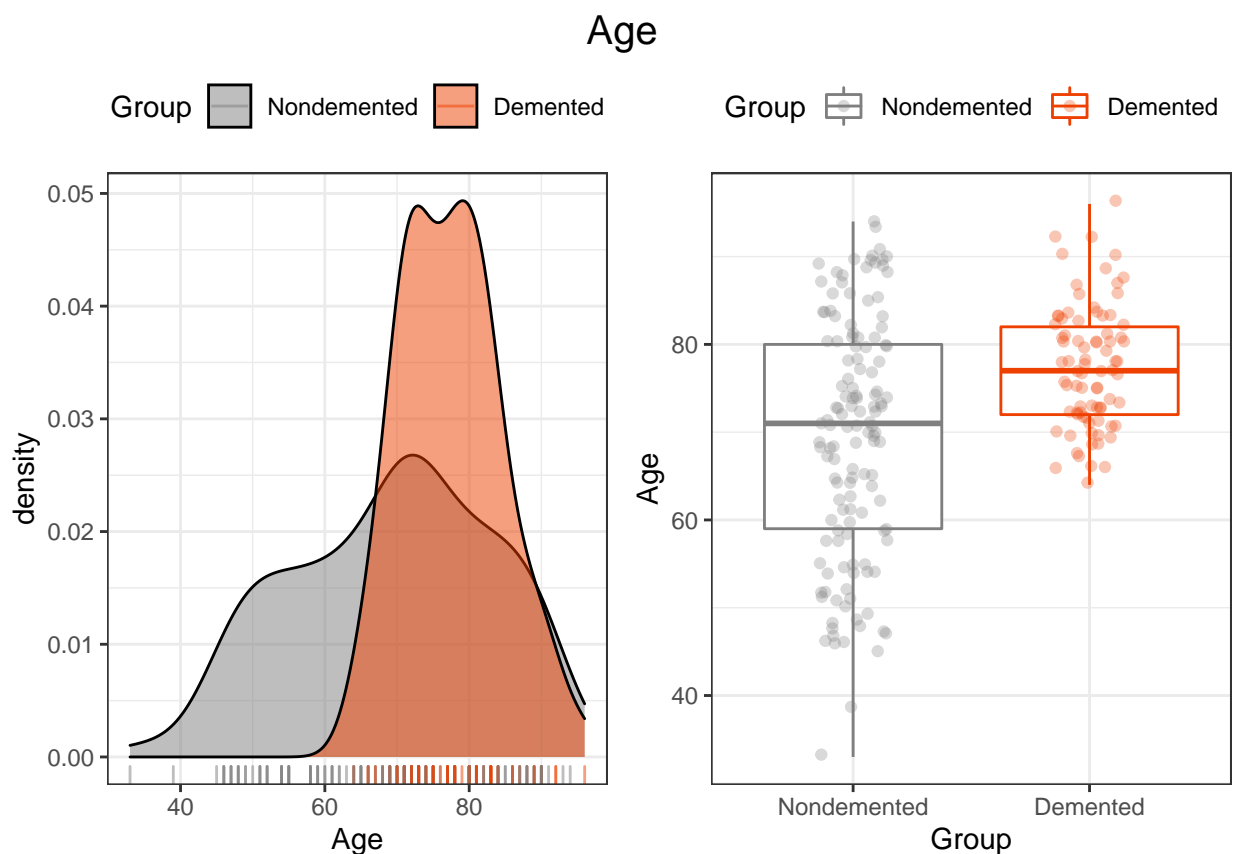 Age
Group Nondemented Demented
density
0.05
0.04
0.03
0.02
0.01
0.00
40 60 80
Age
Group Nondemented Demented
Age
80
60
40
Nondemented Demented
Group